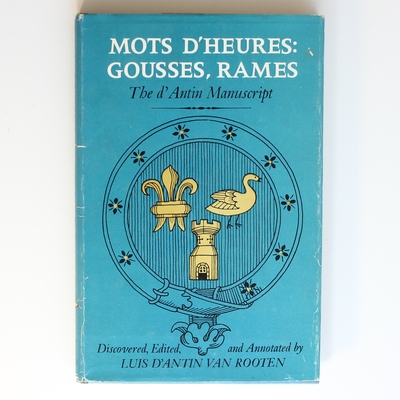 MOTS D'HEURES:
GOUSSES, RAMES
The d'Antin Manuscript
Discovered, Edited, and Annotated by
LUIS D'ANTIN VAN ROOTEN